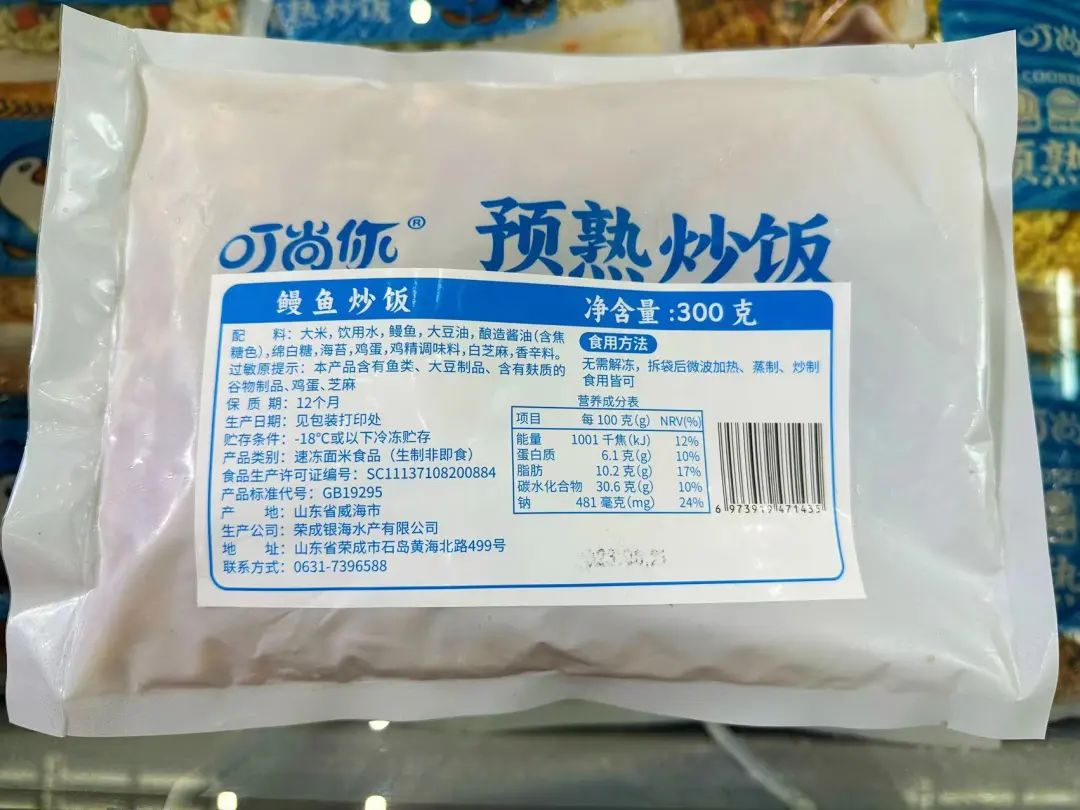 叮尚你®
预熟炒饭
鳗鱼炒饭
净含量:300克
配 料: 大米, 饮用水, 鳗鱼, 大豆油, 酿造酱油(含焦
糖色), 绵白糖, 海苔, 鸡蛋, 鸡精调味料, 白芝麻, 香辛料。
过敏原提示: 本产品含有鱼类、大豆制品、含有麸质的
谷物制品、鸡蛋、芝麻
保 质 期: 12个月
生产日期: 见包装打印处
贮存条件: -18℃或以下冷冻贮存
产品类别: 速冻面米食品(生制非即食)
食品生产许可证编号: SC11137108200884
产品标准代号: GB19295
产 地: 山东省威海市
生产公司: 荣成银海水产有限公司
地 址: 山东省荣成市石岛黄海北路499号
联系方式: 0631-7396588
食用方法
无需解冻, 拆袋后微波加热、蒸制、炒制
食用皆可
营养成分表
项目 每100克(g) NRV(%)
能量 1001千焦(kJ) 12%
蛋白质 6.1克(g) 10%
脂肪 10.2克(g) 17%
碳水化合物 30.6克(g) 10%
钠 481毫克(mg) 24%
6 973919 471435